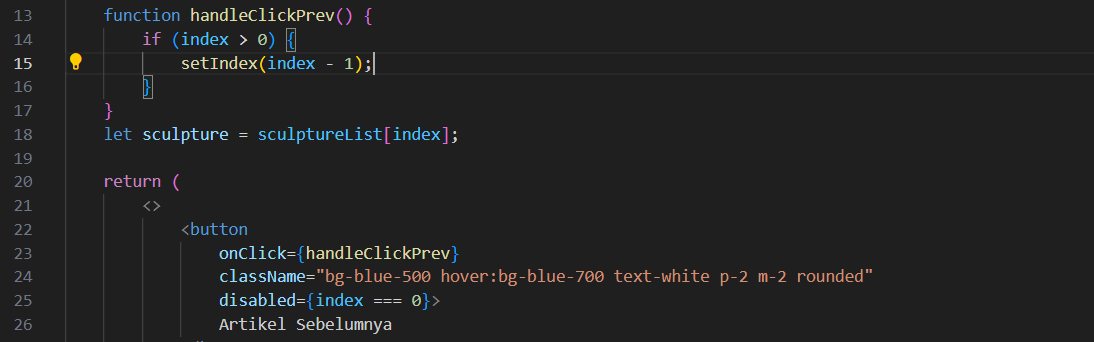 13 function handleClickPrev() {
14 if (index > 0) {
15 setIndex(index - 1);
16 }
17 }
18 let sculpture = sculptureList[index];
19
20 return (
21 <>
22 <button
23 onClick={handleClickPrev}
24 className="bg-blue-500 hover:bg-blue-700 text-white p-2 m-2 rounded"
25 disabled={index === 0}>
26 Artikel Sebelumnya